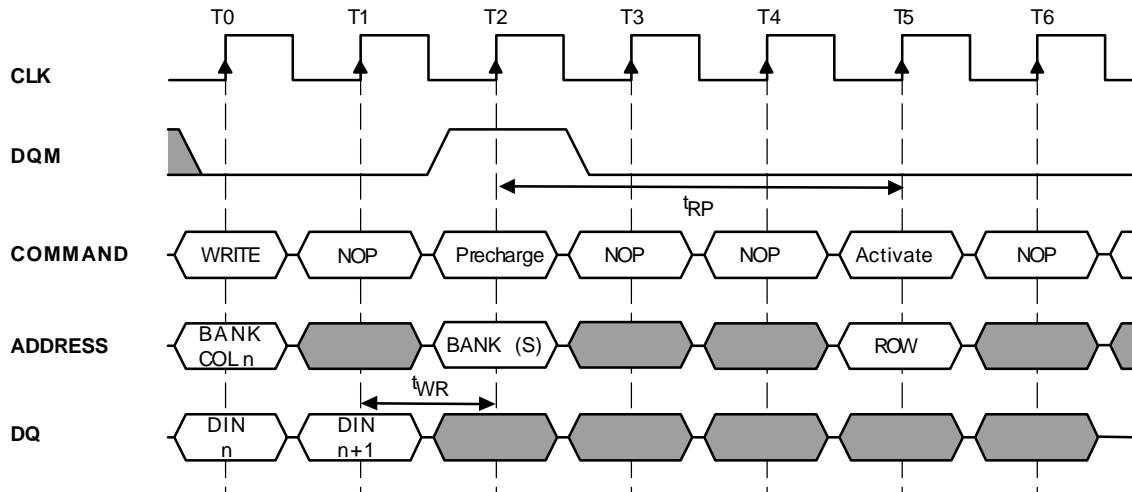 T0 T1 T2 T3 T4 T5 T6
CLK
DQM
tRP
COMMAND WRITE NOP Precharge NOP NOP Activate NOP
ADDRESS BANK COL n BANK (S) ROW
tWR
DQ DIN n DIN n+1